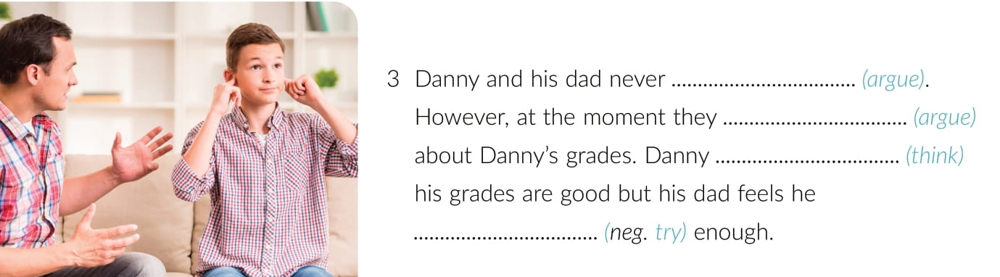 3 Danny and his dad never .................................. (argue).
However, at the moment they .................................. (argue)
about Danny’s grades. Danny .................................. (think)
his grades are good but his dad feels he
.................................. (neg. try) enough.